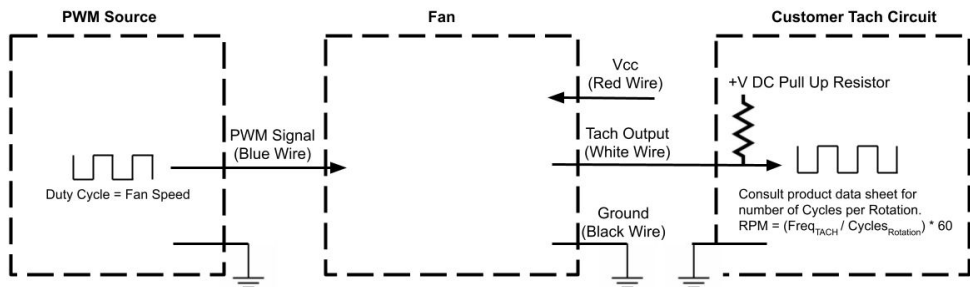 PWM Source
Fan
Customer Tach Circuit
Vcc
(Red Wire)
+V DC Pull Up Resistor
PWM Signal
(Blue Wire)
Tach Output
(White Wire)
Duty Cycle = Fan Speed
Consult product data sheet for
number of Cycles per Rotation.
RPM = (Freq_TACH / Cycles_Rotation) * 60
Ground
(Black Wire)